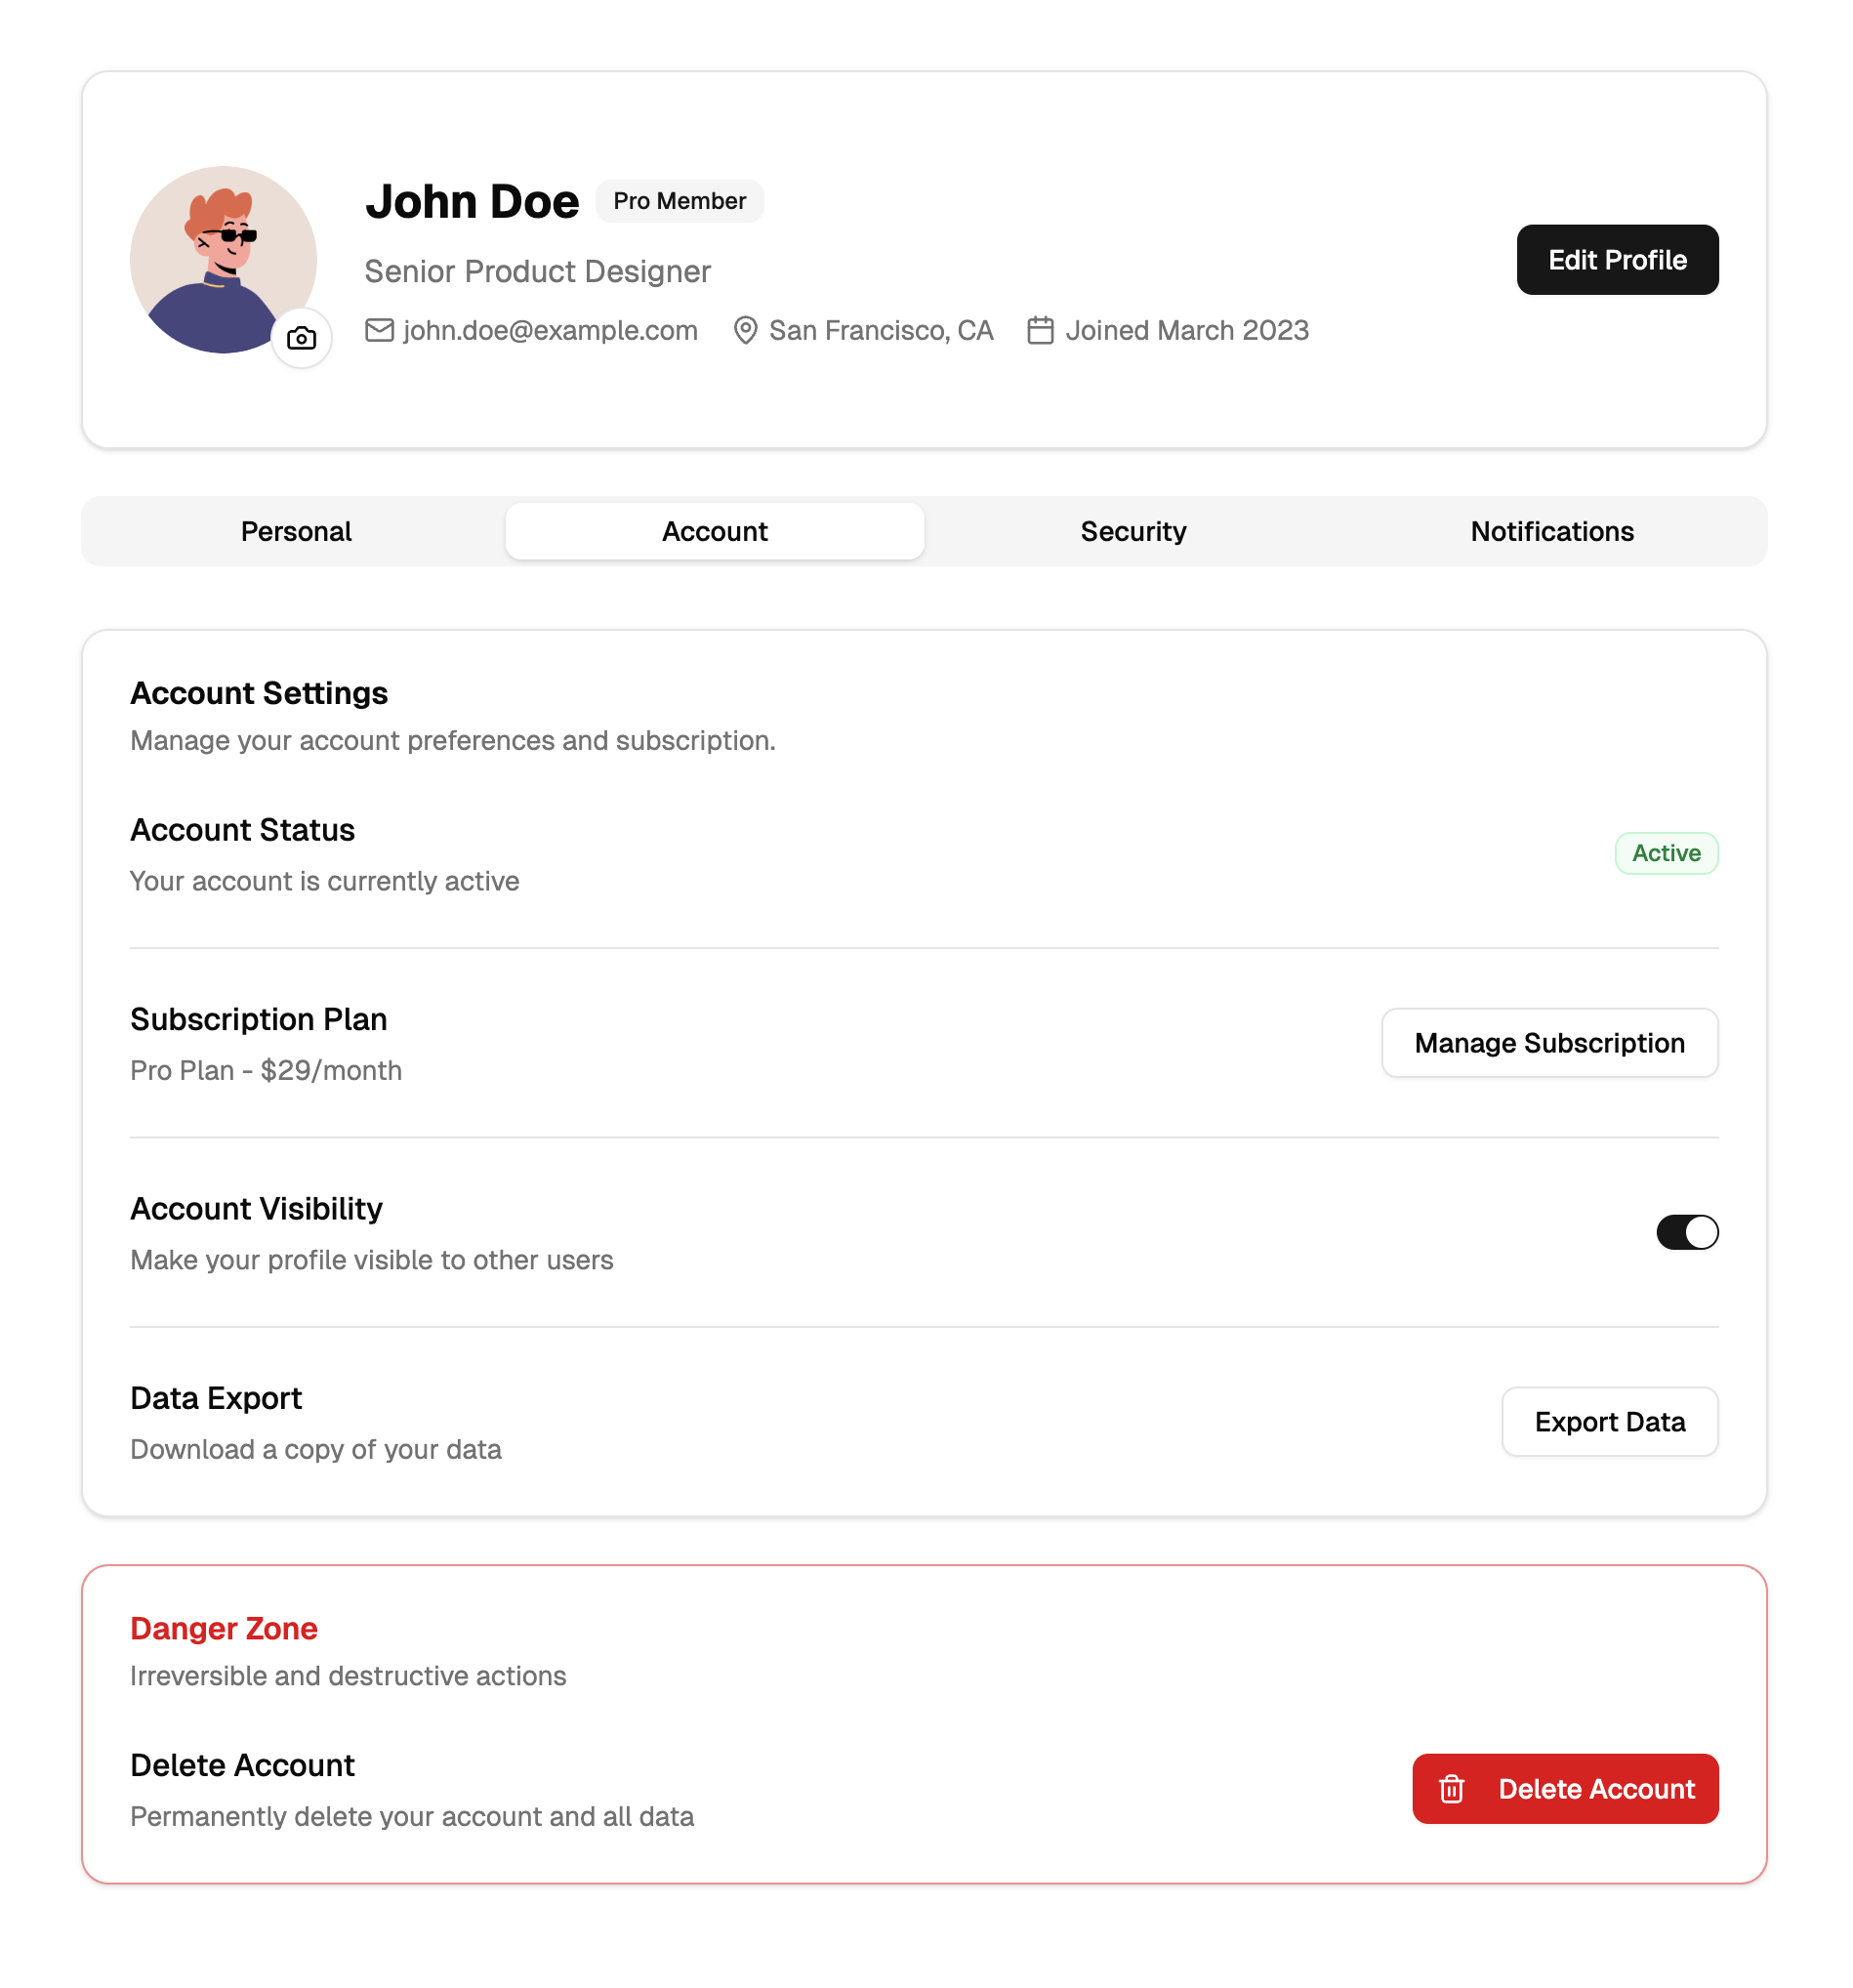 John Doe Pro Member
Senior Product Designer
Edit Profile
john.doe@example.com San Francisco, CA Joined March 2023
Personal Account Security Notifications
Account Settings
Manage your account preferences and subscription.
Account Status
Your account is currently active
Active
Subscription Plan
Pro Plan - $29/month
Manage Subscription
Account Visibility
Make your profile visible to other users
Data Export
Download a copy of your data
Export Data
Danger Zone
Irreversible and destructive actions
Delete Account
Permanently delete your account and all data
Delete Account